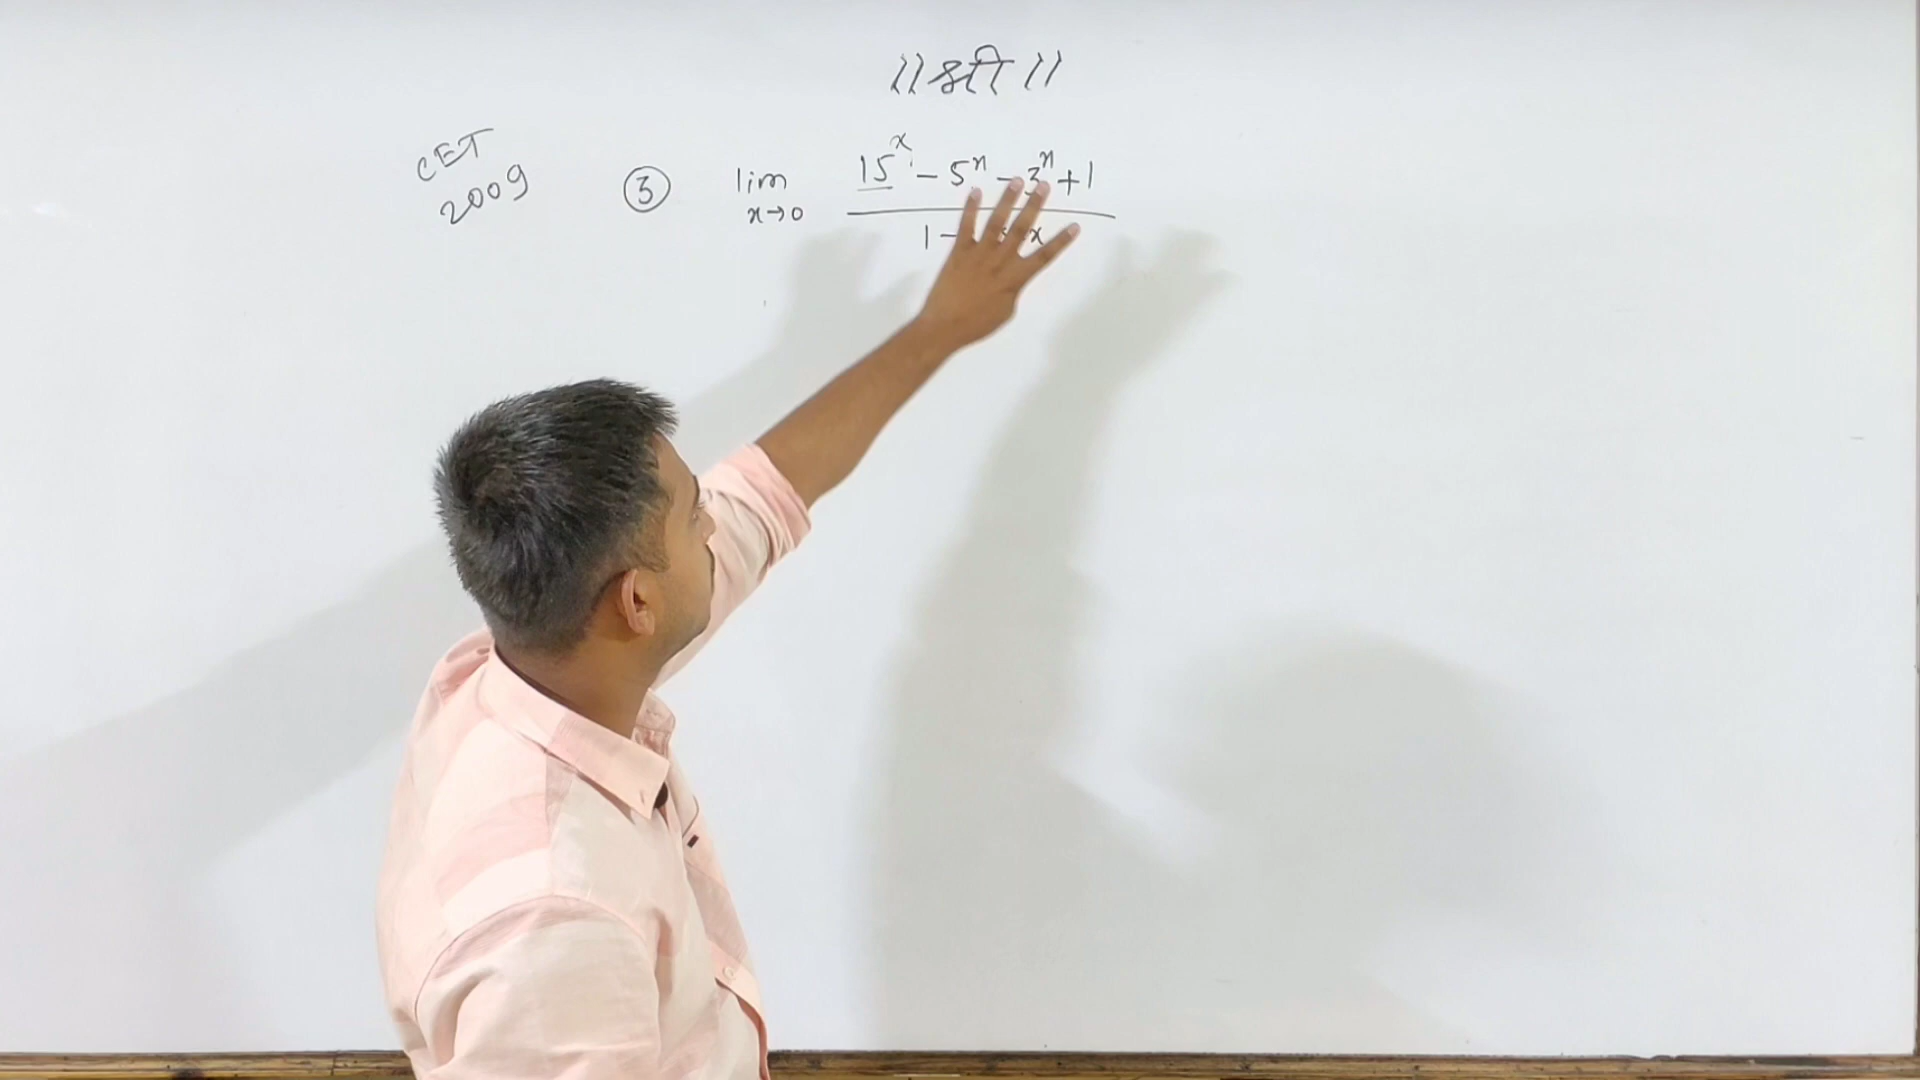 ॥ श्री ॥
CET
2009
③ lim x→0 15^x - 5^x - 3^x + 1
1 - x